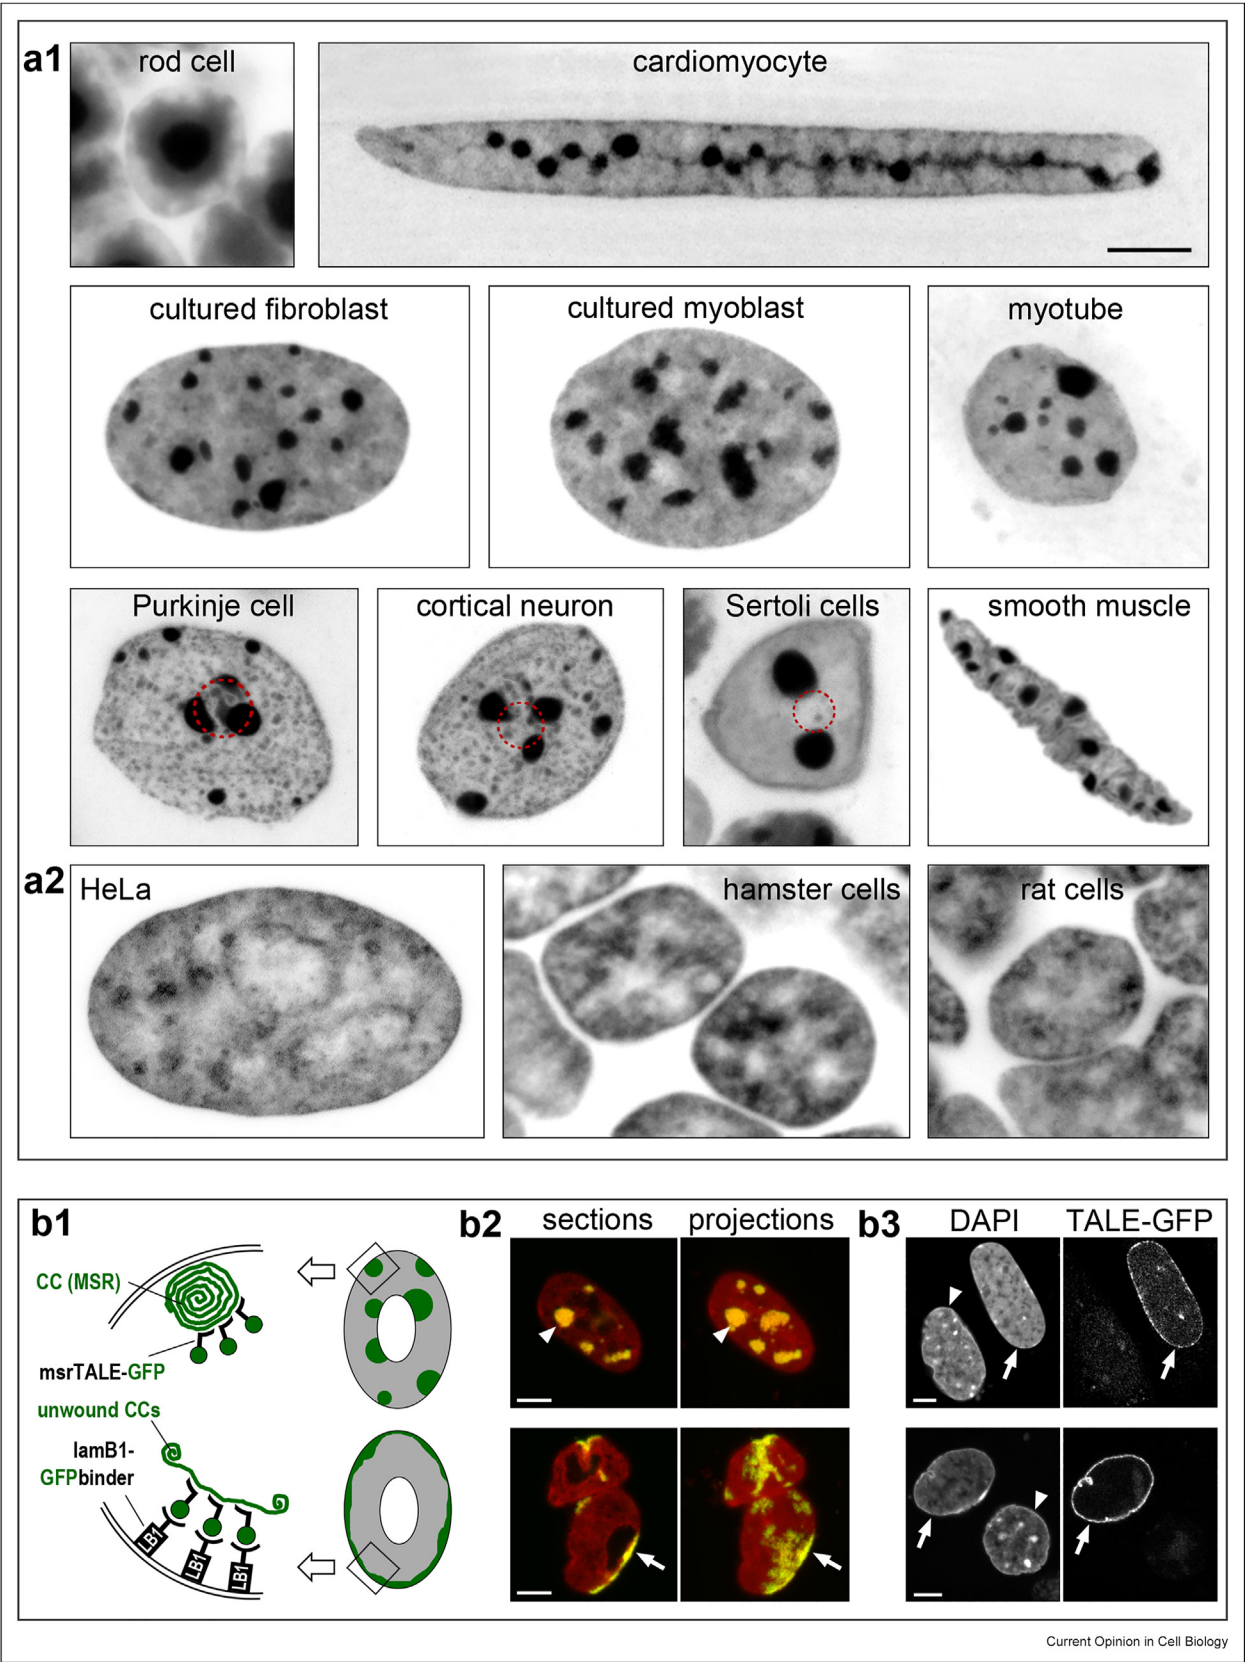 a1
rod cell
cardiomyocyte
cultured fibroblast
cultured myoblast
myotube
Purkinje cell
cortical neuron
Sertoli cells
smooth muscle
a2
HeLa
hamster cells
rat cells
b1
CC (MSR)
msrTALE-GFP
unwound CCs
lamB1-
GFPbinder
LB1
LB1
LB1
b2
sections
projections
b3
DAPI
TALE-GFP
Current Opinion in Cell Biology